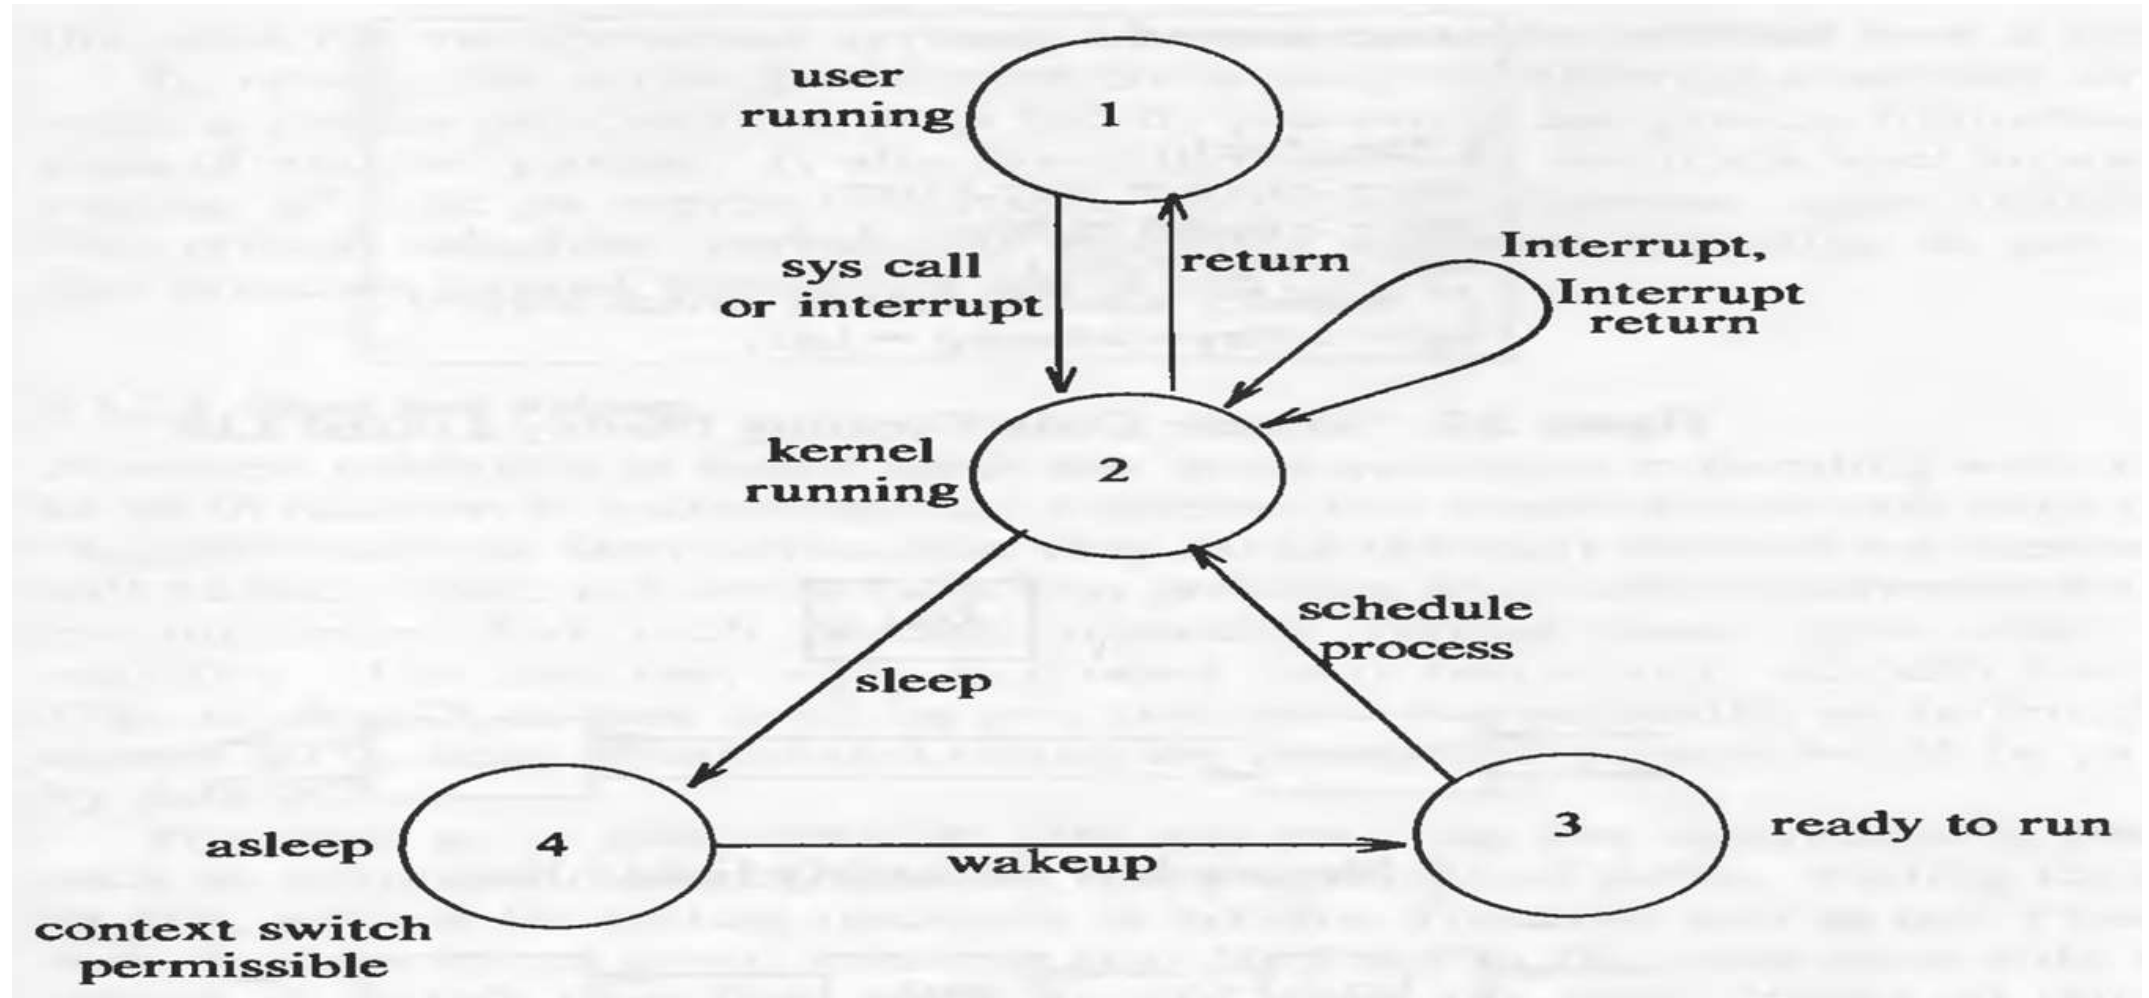 user
running
1
sys call
or interrupt
return
Interrupt,
Interrupt
return
kernel
running
2
schedule
process
sleep
asleep
4
wakeup
3
ready to run
context switch
permissible